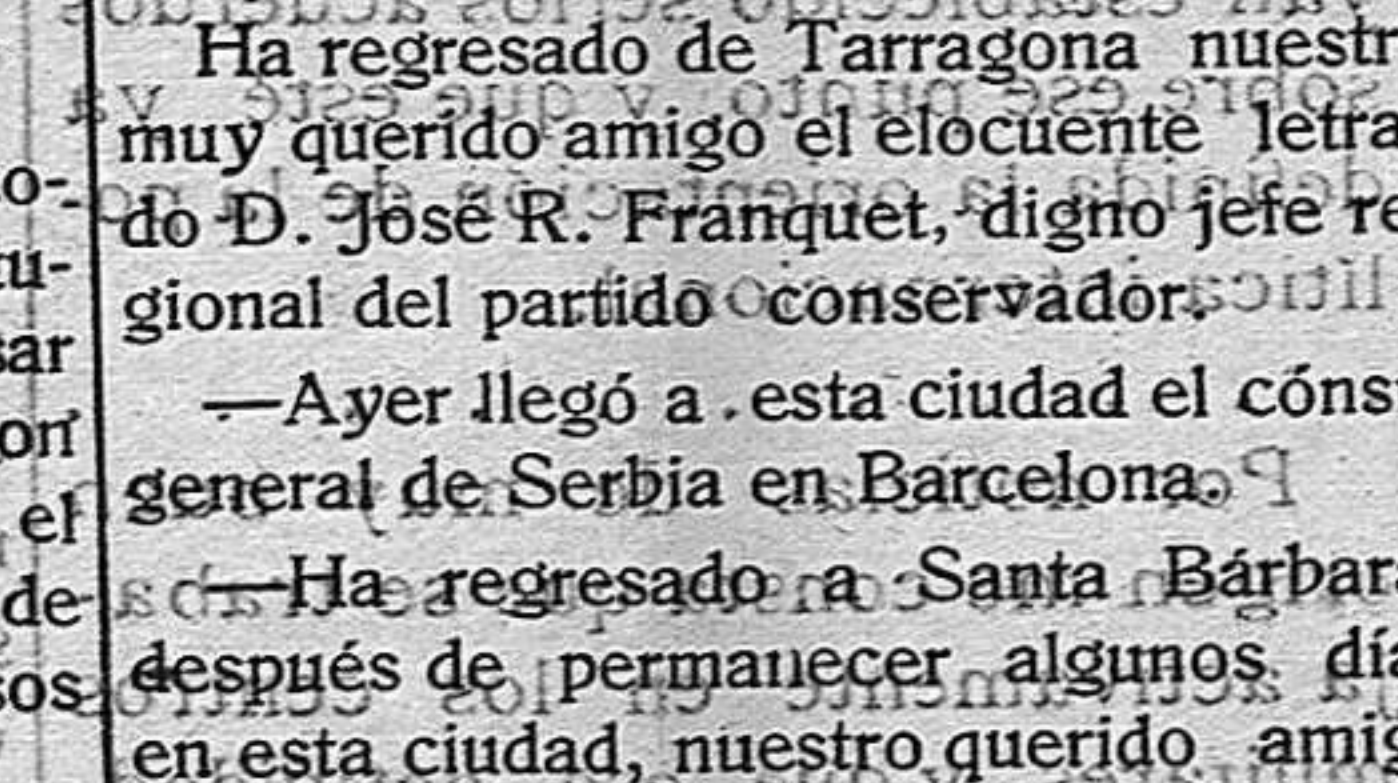 Ha regresado de Tarragona nuestr
muy querido amigo el elocuente letra
do D. José R. Franquet, digno jefe re
gional del partido conservador.
—Ayer llegó a esta ciudad el cóns
general de Serbia en Barcelona.
—Ha regresado a Santa Bárbar
después de permanecer algunos día
en esta ciudad, nuestro querido amig